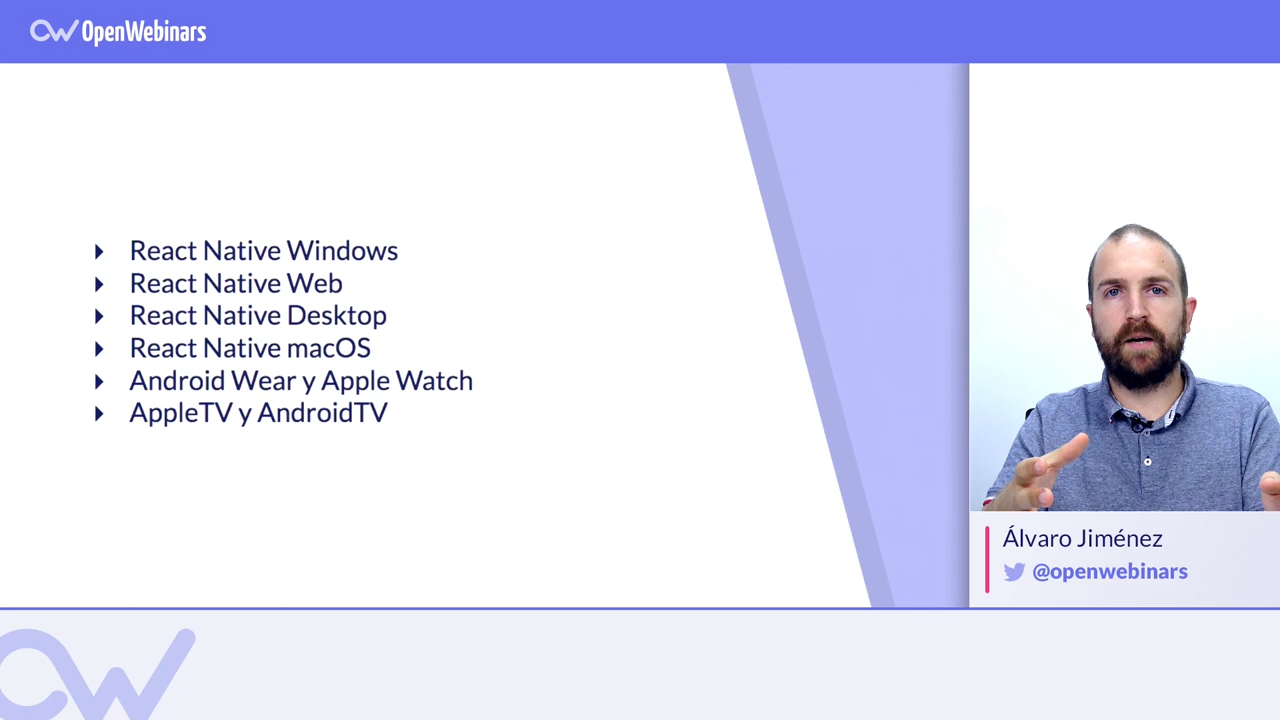 OpenWebinars
React Native Windows
React Native Web
React Native Desktop
React Native macOS
Android Wear y Apple Watch
AppleTV y AndroidTV
Álvaro Jiménez
@openwebinars